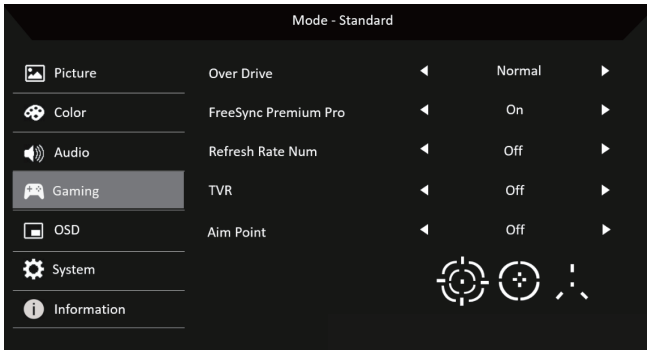 Mode - Standard
Picture
Over Drive Normal
Color
FreeSync Premium Pro On
Audio
Refresh Rate Num Off
Gaming
TVR Off
OSD
Aim Point Off
System
Information